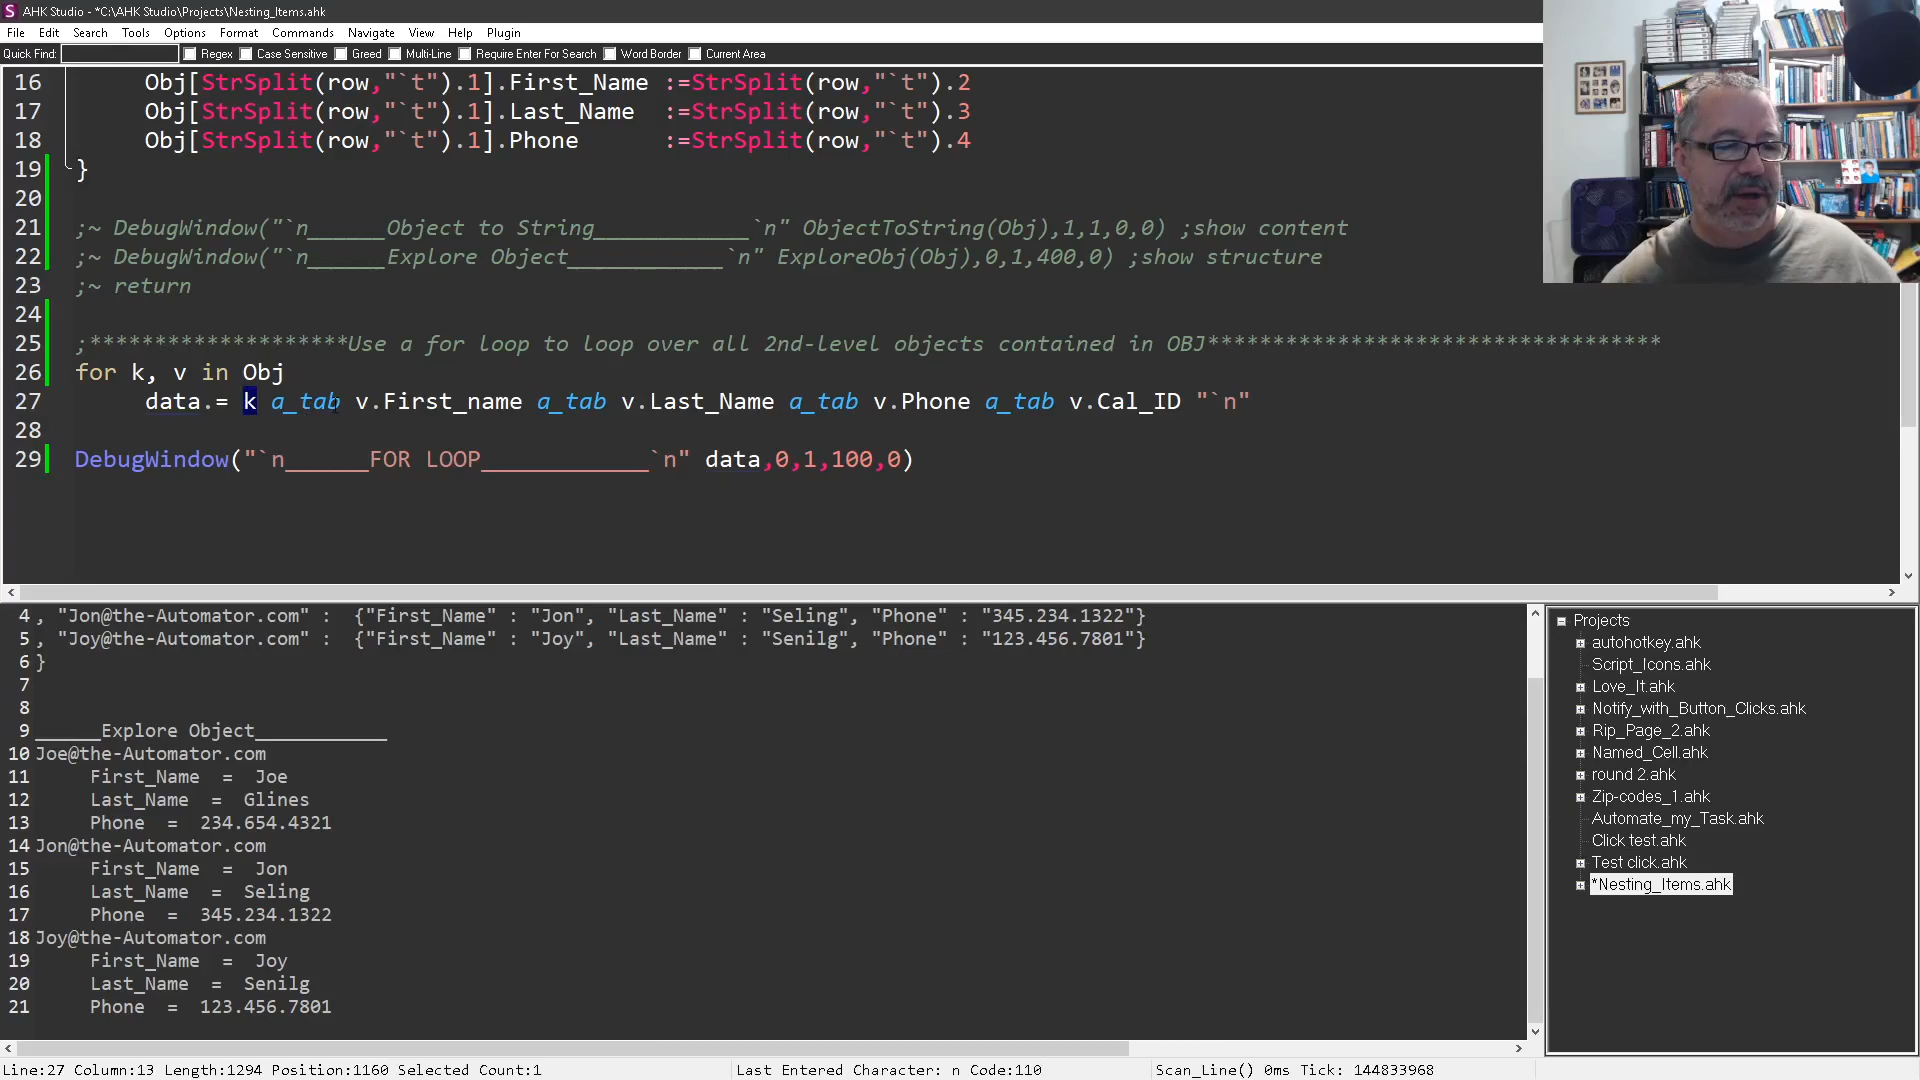 AHK Studio - *C:\AHK Studio\Projects\Nesting_Items.ahk
File Edit Search Tools Options Format Commands Navigate View Help Plugin
Quick Find: Regex Case Sensitive Greed Multi-Line Require Enter For Search Word Border Current Area
16 Obj[StrSplit(row,"`t").1].First_Name :=StrSplit(row,"`t").2
17 Obj[StrSplit(row,"`t").1].Last_Name :=StrSplit(row,"`t").3
18 Obj[StrSplit(row,"`t").1].Phone :=StrSplit(row,"`t").4
19 }
20
21 ;~ DebugWindow("`n______Object to String____________`n" ObjectToString(Obj),1,1,0,0) ;show content
22 ;~ DebugWindow("`n______Explore Object____________`n" ExploreObj(Obj),0,1,400,0) ;show structure
23 ;~ return
24
25 ;********************Use a for loop to loop over all 2nd-level objects contained in OBJ***********************************
26 for k, v in Obj
27 data.= k a_tab v.First_name a_tab v.Last_Name a_tab v.Phone a_tab v.Cal_ID "`n"
28
29 DebugWindow("`n______FOR LOOP____________`n" data,0,1,100,0)
4 , "Jon@the-Automator.com" : {"First_Name" : "Jon", "Last_Name" : "Seling", "Phone" : "345.234.1322"}
5 , "Joy@the-Automator.com" : {"First_Name" : "Joy", "Last_Name" : "Senilg", "Phone" : "123.456.7801"}
6 }
7
8
9 ______Explore Object____________
10 Joe@the-Automator.com
11 First_Name = Joe
12 Last_Name = Glines
13 Phone = 234.654.4321
14 Jon@the-Automator.com
15 First_Name = Jon
16 Last_Name = Seling
17 Phone = 345.234.1322
18 Joy@the-Automator.com
19 First_Name = Joy
20 Last_Name = Senilg
21 Phone = 123.456.7801
Projects
autohotkey.ahk
Script_Icons.ahk
Love_It.ahk
Notify_with_Button_Clicks.ahk
Rip_Page_2.ahk
Named_Cell.ahk
round 2.ahk
Zip-codes_1.ahk
Automate_my_Task.ahk
Click test.ahk
Test click.ahk
*Nesting_Items.ahk
Line:27 Column:13 Length:1294 Position:1160 Selected Count:1 Last Entered Character: n Code:110 Scan_Line() 0ms Tick: 144833968